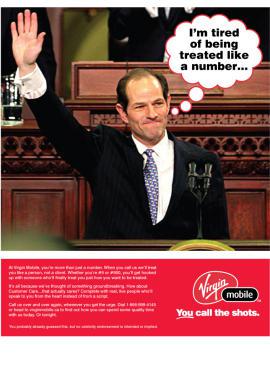 I'm tired
of being
treated like
a number...
At Virgin Mobile, you're more than just a number. When you call us we'll treat
you like a person, not a client. Whether you're #9 or #900, you'll get hooked
up with someone who'll finally treat you just how you want to be treated.
It's all because we've thought of something groundbreaking. How about
Customer Care...that actually cares? Complete with real, live people who'll
speak to you from the heart instead of from a script.
Call us over and over again, whenever you get the urge. Dial
or head to virginmobile.ca to find out how you can spend some quality time
with us today. Or tonight.
You probably already guessed this, but no celebrity endorsement is intended or implied.
Virgin
mobile
You call the shots.